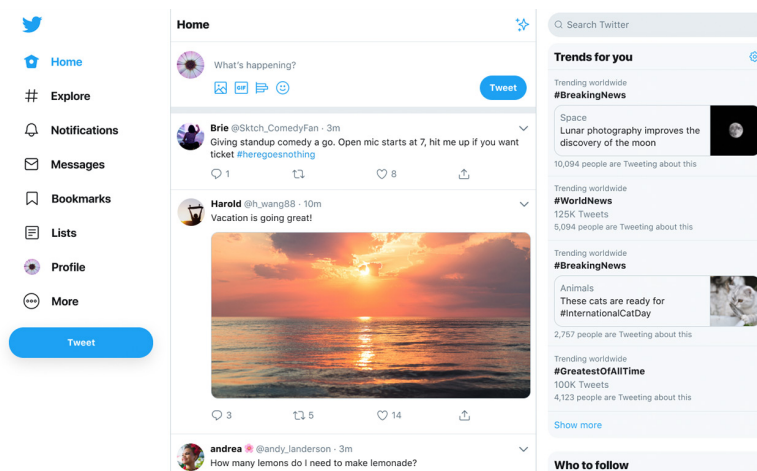 Home
Explore
Notifications
Messages
Bookmarks
Lists
Profile
More
Tweet
Home
What's happening?
GIF
Tweet
Brie @Sktch_ComedyFan · 3m
Giving standup comedy a go. Open mic starts at 7, hit me up if you want
ticket #heregoesnothing
1
8
Harold @h_wang88 · 10m
Vacation is going great!
3
5
14
andrea @andy_landerson · 3m
How many lemons do I need to make lemonade?
Search Twitter
Trends for you
Trending worldwide
#BreakingNews
Space
Lunar photography improves the
discovery of the moon
10,094 people are Tweeting about this
Trending worldwide
#WorldNews
125K Tweets
5,094 people are Tweeting about this
Trending worldwide
#BreakingNews
Animals
These cats are ready for
#InternationalCatDay
2,757 people are Tweeting about this
Trending worldwide
#GreatestOfAllTime
100K Tweets
4,123 people are Tweeting about this
Show more
Who to follow